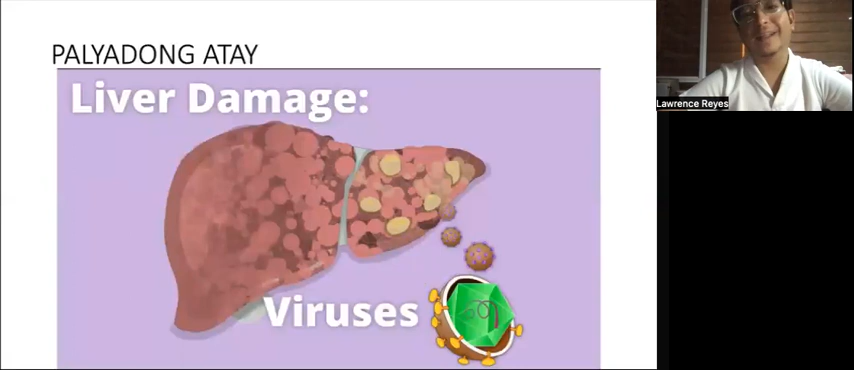 PALYADONG ATAY
Liver Damage:
Viruses
Lawrence Reyes